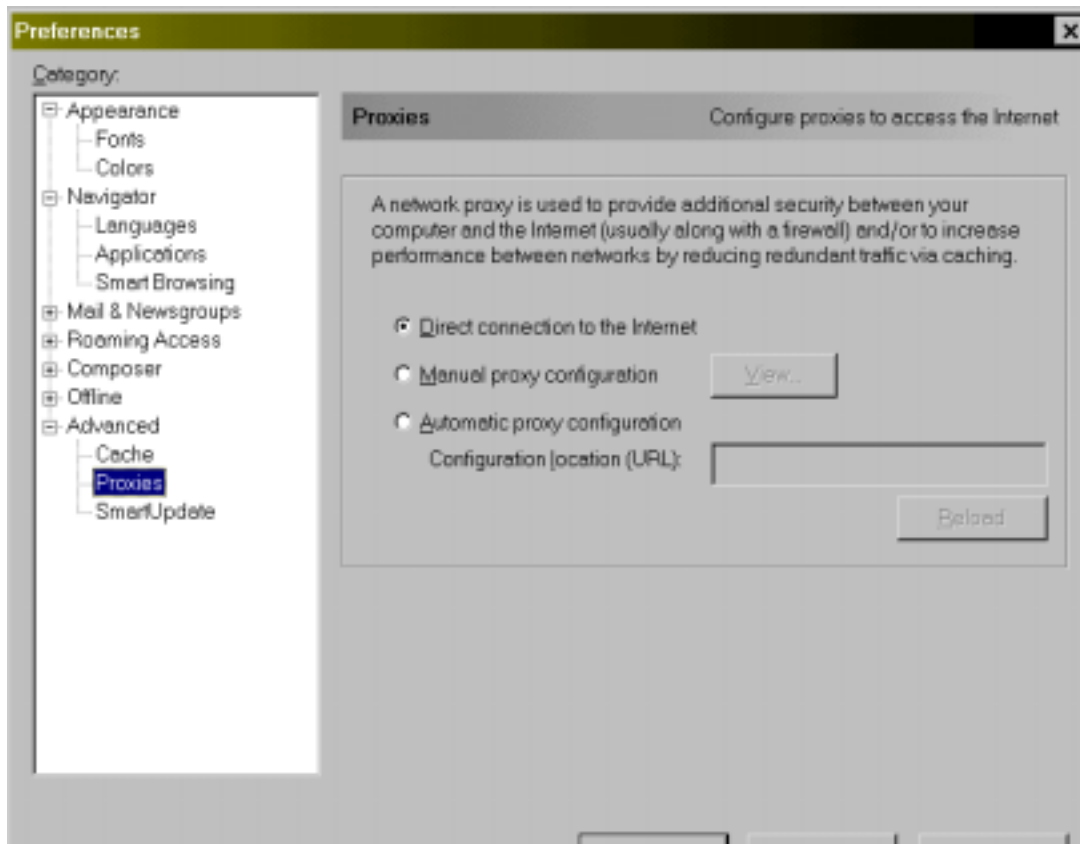 Preferences
Category:
Appearance
Fonts
Colors
Navigator
Languages
Applications
Smart Browsing
Mail & Newsgroups
Roaming Access
Composer
Offline
Advanced
Cache
Proxies
SmartUpdate
Proxies Configure proxies to access the Internet
A network proxy is used to provide additional security between your
computer and the Internet (usually along with a firewall) and/or to increase
performance between networks by reducing redundant traffic via caching.
Direct connection to the Internet
Manual proxy configuration View...
Automatic proxy configuration
Configuration location (URL):
Reload